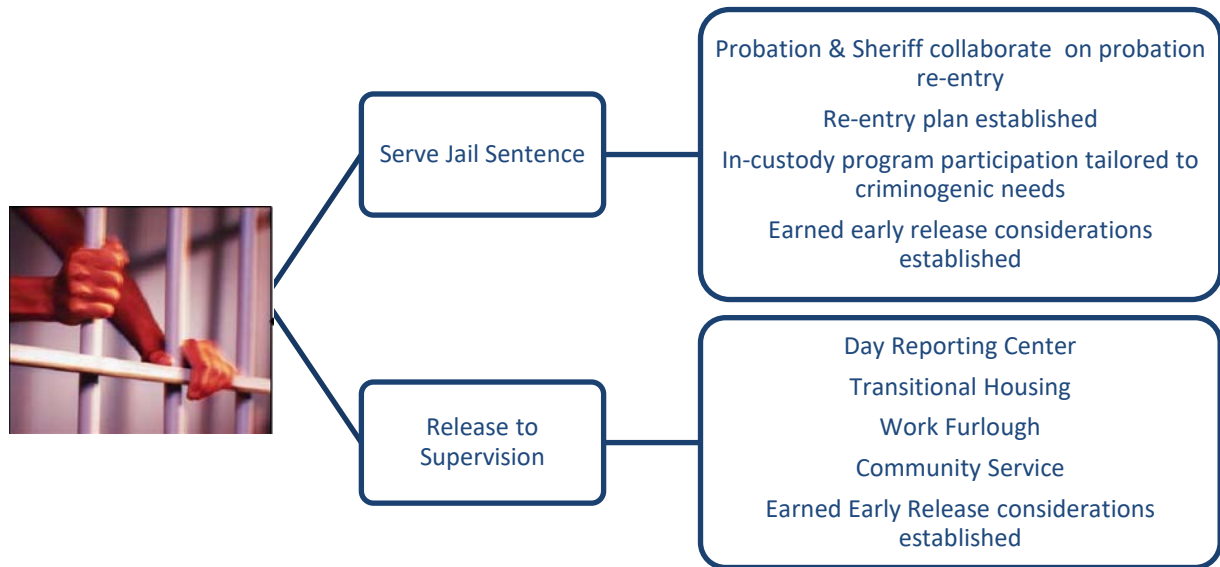 Serve Jail Sentence
Probation & Sheriff collaborate on probation
re-entry
Re-entry plan established
In-custody program participation tailored to
criminogenic needs
Earned early release considerations
established
Release to
Supervision
Day Reporting Center
Transitional Housing
Work Furlough
Community Service
Earned Early Release considerations
established